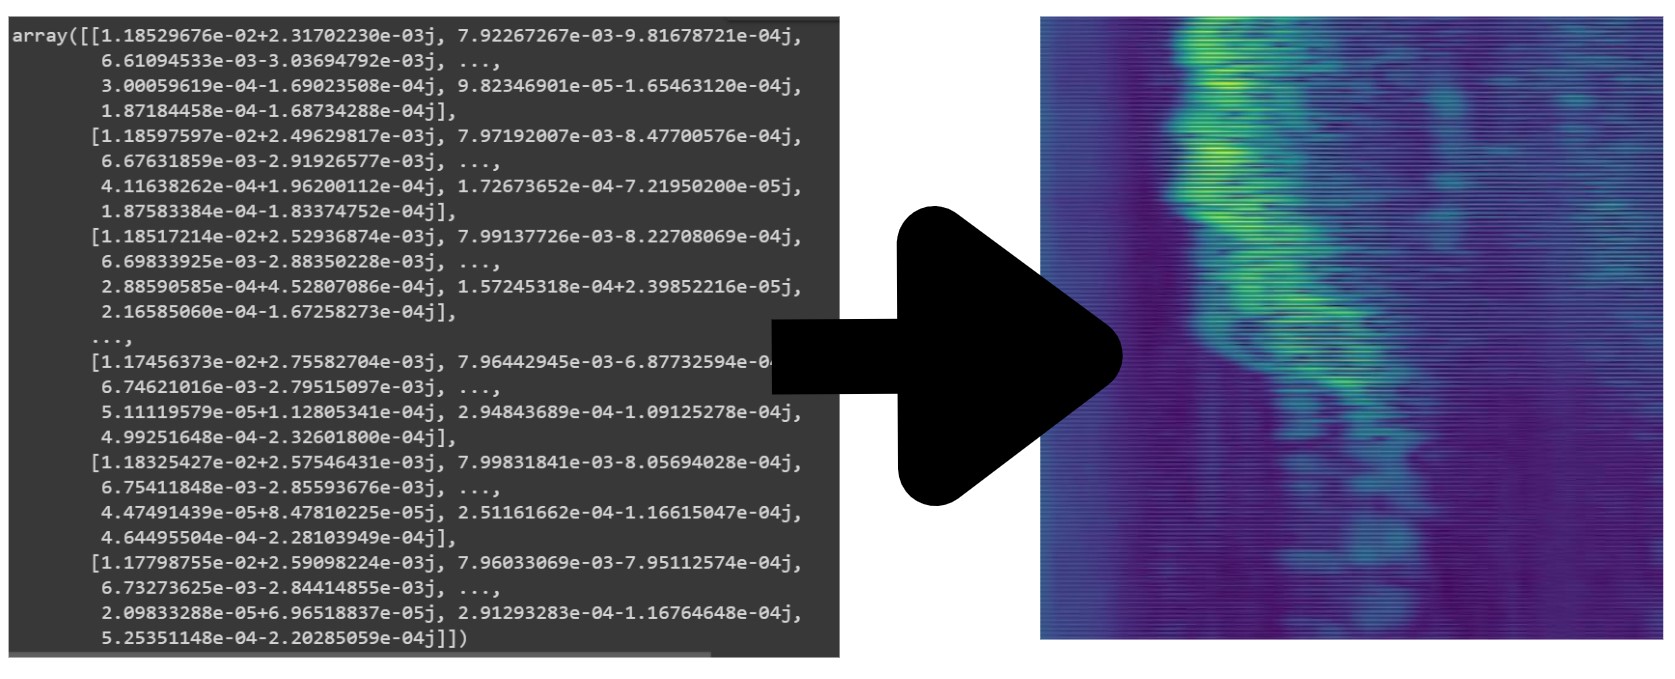 array([[1.18529676e-02+2.31702230e-03j, 7.92267267e-03-9.81678721e-04j,
6.61094533e-03-3.03694792e-03j, ...,
3.00059619e-04-1.69023508e-04j, 9.82346901e-05-1.65463120e-04j,
1.87184458e-04-1.68734288e-04j],
[1.18597597e-02+2.49629817e-03j, 7.97192007e-03-8.47700576e-04j,
6.67631859e-03-2.91926577e-03j, ...,
4.11638262e-04+1.96200112e-04j, 1.72673652e-04-7.21950200e-05j,
1.87583384e-04-1.83374752e-04j],
[1.18517214e-02+2.52936874e-03j, 7.99137726e-03-8.22708069e-04j,
6.69833925e-03-2.88350228e-03j, ...,
2.88590585e-04+4.52807086e-04j, 1.57245318e-04+2.39852216e-05j,
2.16585060e-04-1.67258273e-04j],
...,
[1.17456373e-02+2.75582704e-03j, 7.96442945e-03-6.87732594e-0
6.74621016e-03-2.79515097e-03j, ...,
5.11119579e-05+1.12805341e-04j, 2.94843689e-04-1.09125278e-04j,
4.99251648e-04-2.32601800e-04j],
[1.18325427e-02+2.57546431e-03j, 7.99831841e-03-8.05694028e-04j,
6.75411848e-03-2.85593676e-03j, ...,
4.47491439e-05+8.47810225e-05j, 2.51161662e-04-1.16615047e-04j,
4.64495504e-04-2.28103949e-04j],
[1.17798755e-02+2.59098224e-03j, 7.96033069e-03-7.95112574e-04j,
6.73273625e-03-2.84414855e-03j, ...,
2.09833288e-05+6.96518837e-05j, 2.91293283e-04-1.16764648e-04j,
5.25351148e-04-2.20285059e-04j]])